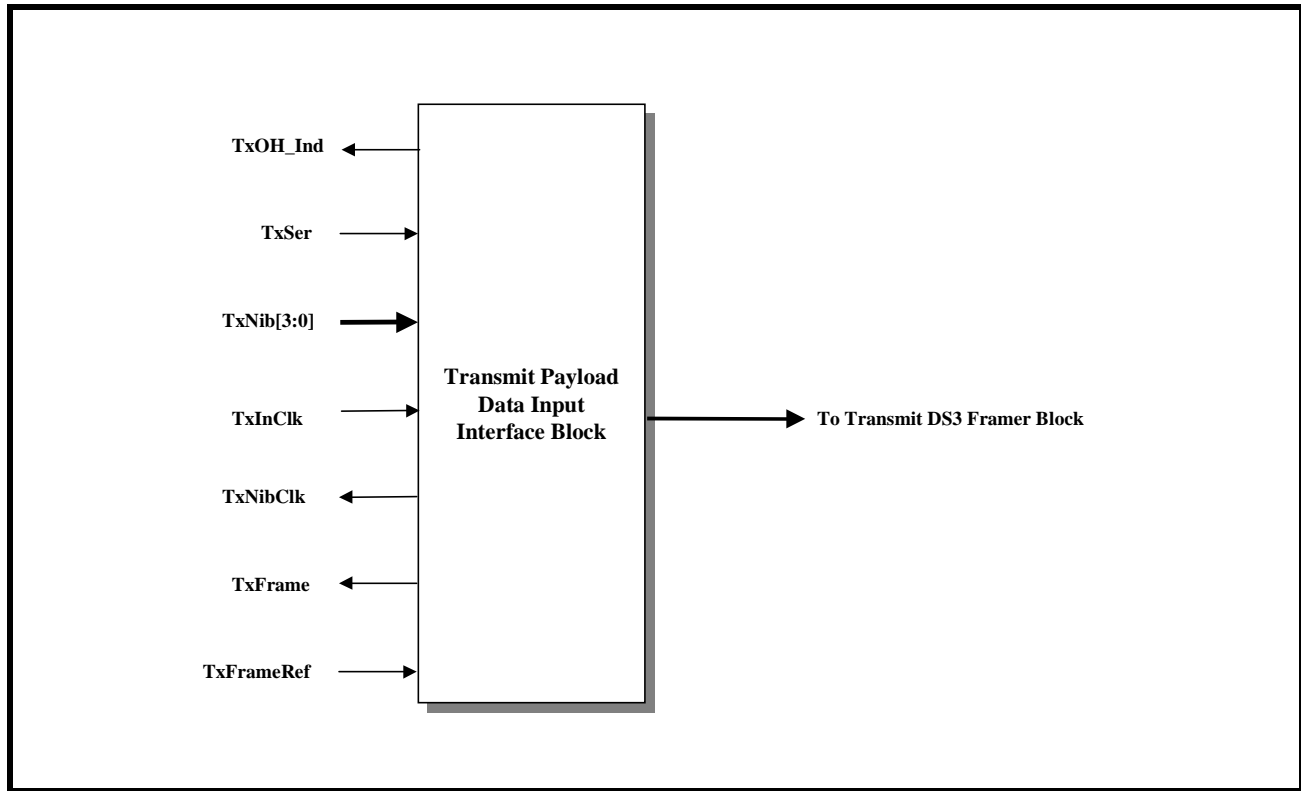 TxOH_Ind
TxSer
TxNib[3:0]
TxInClk
TxNibClk
TxFrame
TxFrameRef
Transmit Payload
Data Input
Interface Block
To Transmit DS3 Framer Block